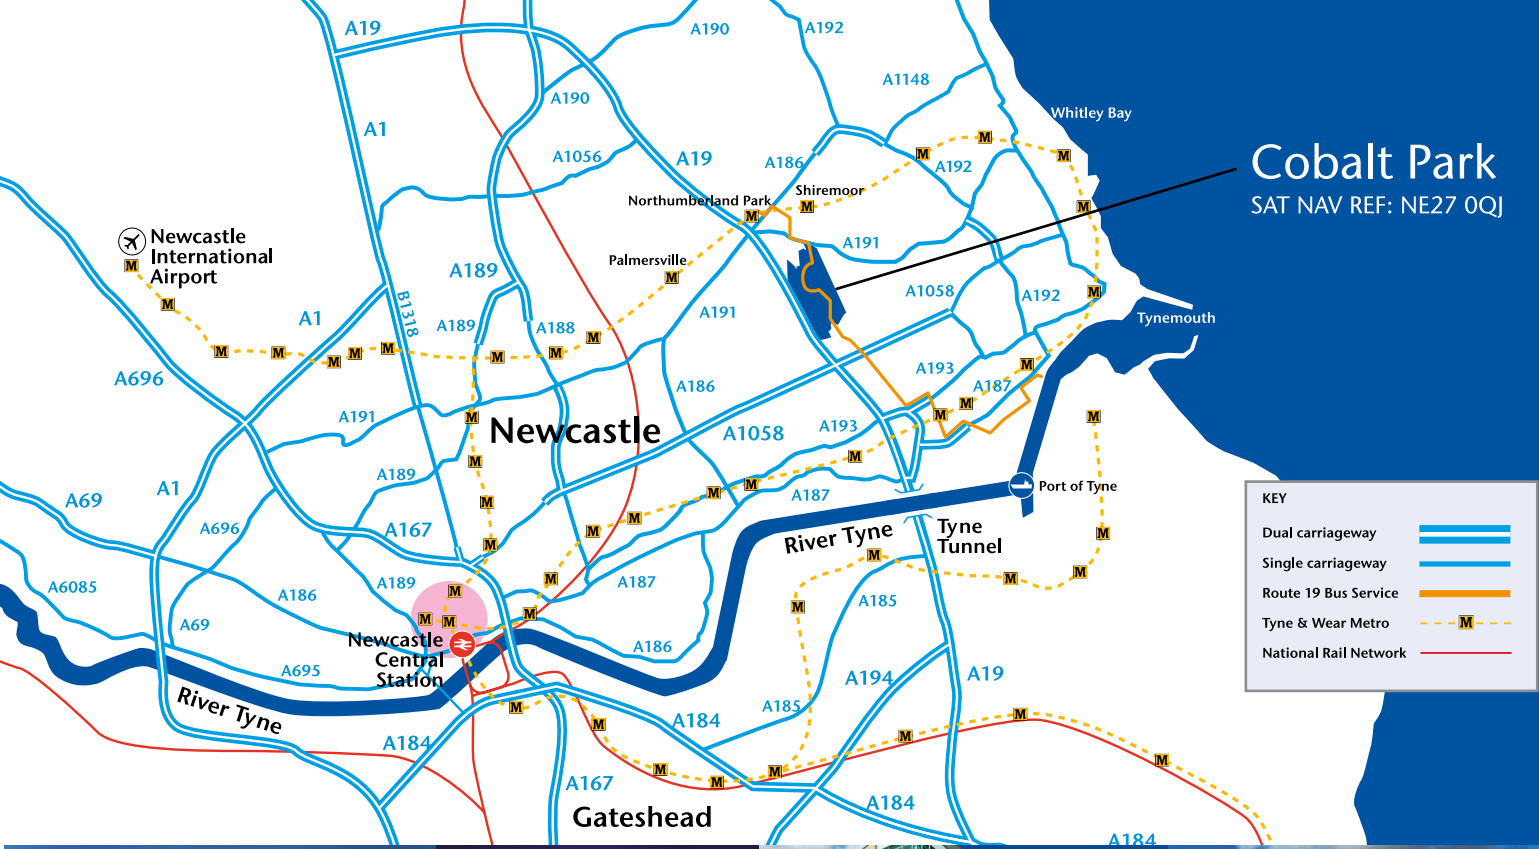 A19
A190
A192
A1148
A190
A1
Whitley Bay
A1056
A19
A186
A192
Cobalt Park
SAT NAV REF: NE27 0QJ
Shiremoor
Northumberland Park
Newcastle
International
Airport
A191
Palmersville
A189
A1058
A192
B1318
A1
A189
A188
A191
Tynemouth
A696
A193
A186
A187
A191
Newcastle
A1058
A193
A189
A1
A69
A187
Port of Tyne
A696
A167
River Tyne
Tyne
Tunnel
KEY
Dual carriageway
Single carriageway
Route 19 Bus Service
Tyne & Wear Metro
M
National Rail Network
A6085
A186
A189
A187
A185
A69
Newcastle
Central
Station
A186
A695
A194
A19
River Tyne
A185
A184
A184
A167
A184
Gateshead
A184